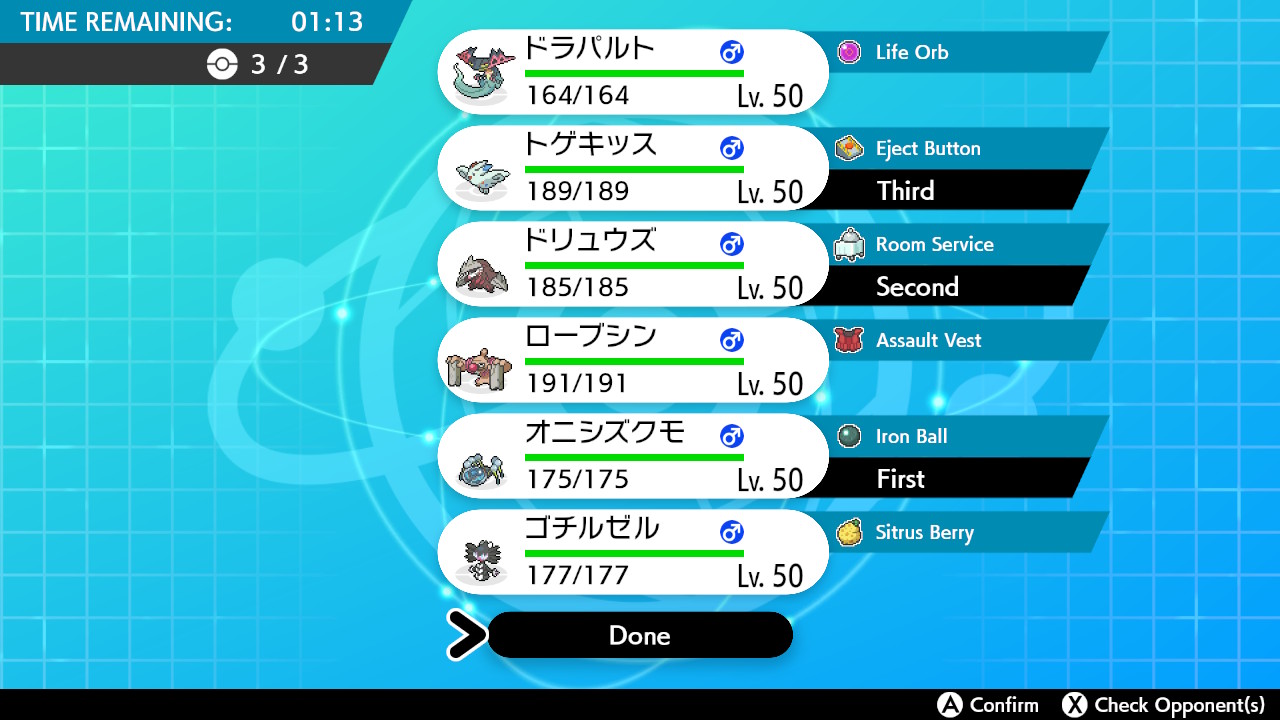 TIME REMAINING: 01:13
3 / 3
ドラパルト ♂
164/164 Lv. 50
Life Orb
トゲキッス ♂
189/189 Lv. 50
Eject Button
Third
ドリュウズ ♂
185/185 Lv. 50
Room Service
Second
ローブシン ♂
191/191 Lv. 50
Assault Vest
オニシズクモ ♂
175/175 Lv. 50
Iron Ball
First
ゴチルゼル ♂
177/177 Lv. 50
Sitrus Berry
Done
A Confirm X Check Opponent(s)